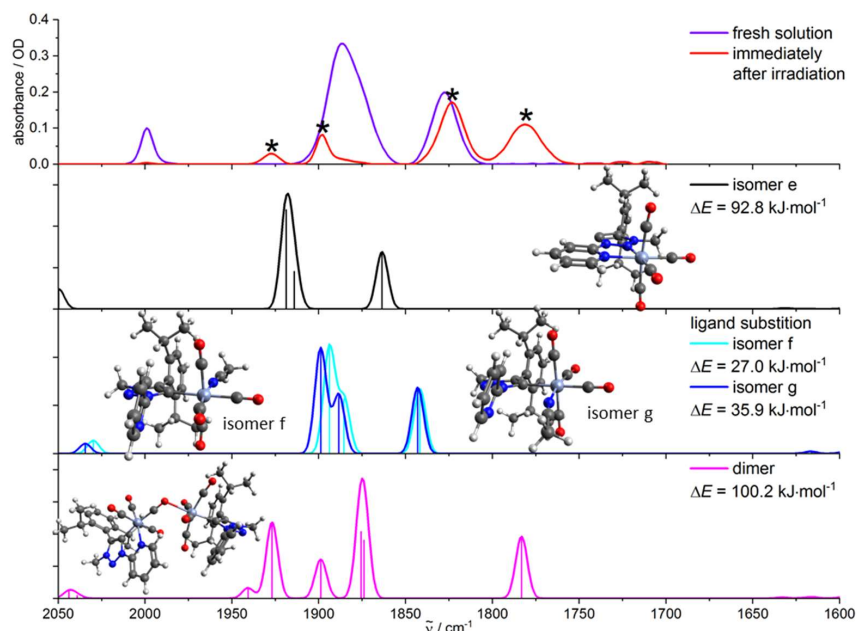 0.4
0.3
0.2
0.1
0.0
absorbance / OD
fresh solution
immediately
after irradiation
*
*
*
*
isomer e
ΔE = 92.8 kJ·mol⁻¹
isomer f
isomer g
ligand substition
isomer f
ΔE = 27.0 kJ·mol⁻¹
isomer g
ΔE = 35.9 kJ·mol⁻¹
dimer
ΔE = 100.2 kJ·mol⁻¹
2050 2000 1950 1900 1850 1800 1750 1700 1650 1600
ν̃ / cm⁻¹